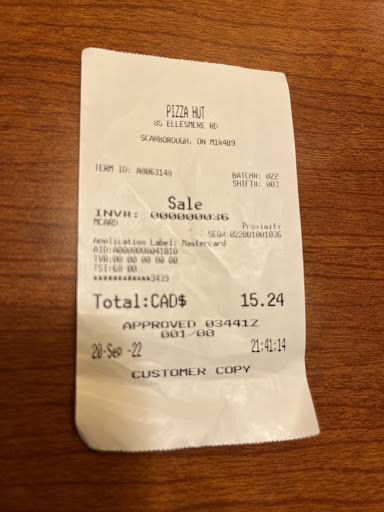 PIZZA HUT
85 ELLESMERE RD
SCARBOROUGH, ON M1R4B9
TERM ID: A8063148
BATCH#: 022
SHIFT#: 003
Sale
INV#: 000000036
MCARD Proximity
SEQ#:022001001036
Application Label: Mastercard
AID:A0000000041010
TVR:00 00 00 80 00
TSI:68 00
************3439
Total:CAD$ 15.24
APPROVED 03441Z
001/00
20-Sep -22 21:41:14
CUSTOMER COPY